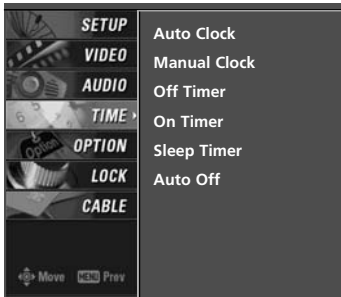 SETUP
VIDEO
AUDIO
TIME
OPTION
LOCK
CABLE
Move MENU Prev
Auto Clock
Manual Clock
Off Timer
On Timer
Sleep Timer
Auto Off